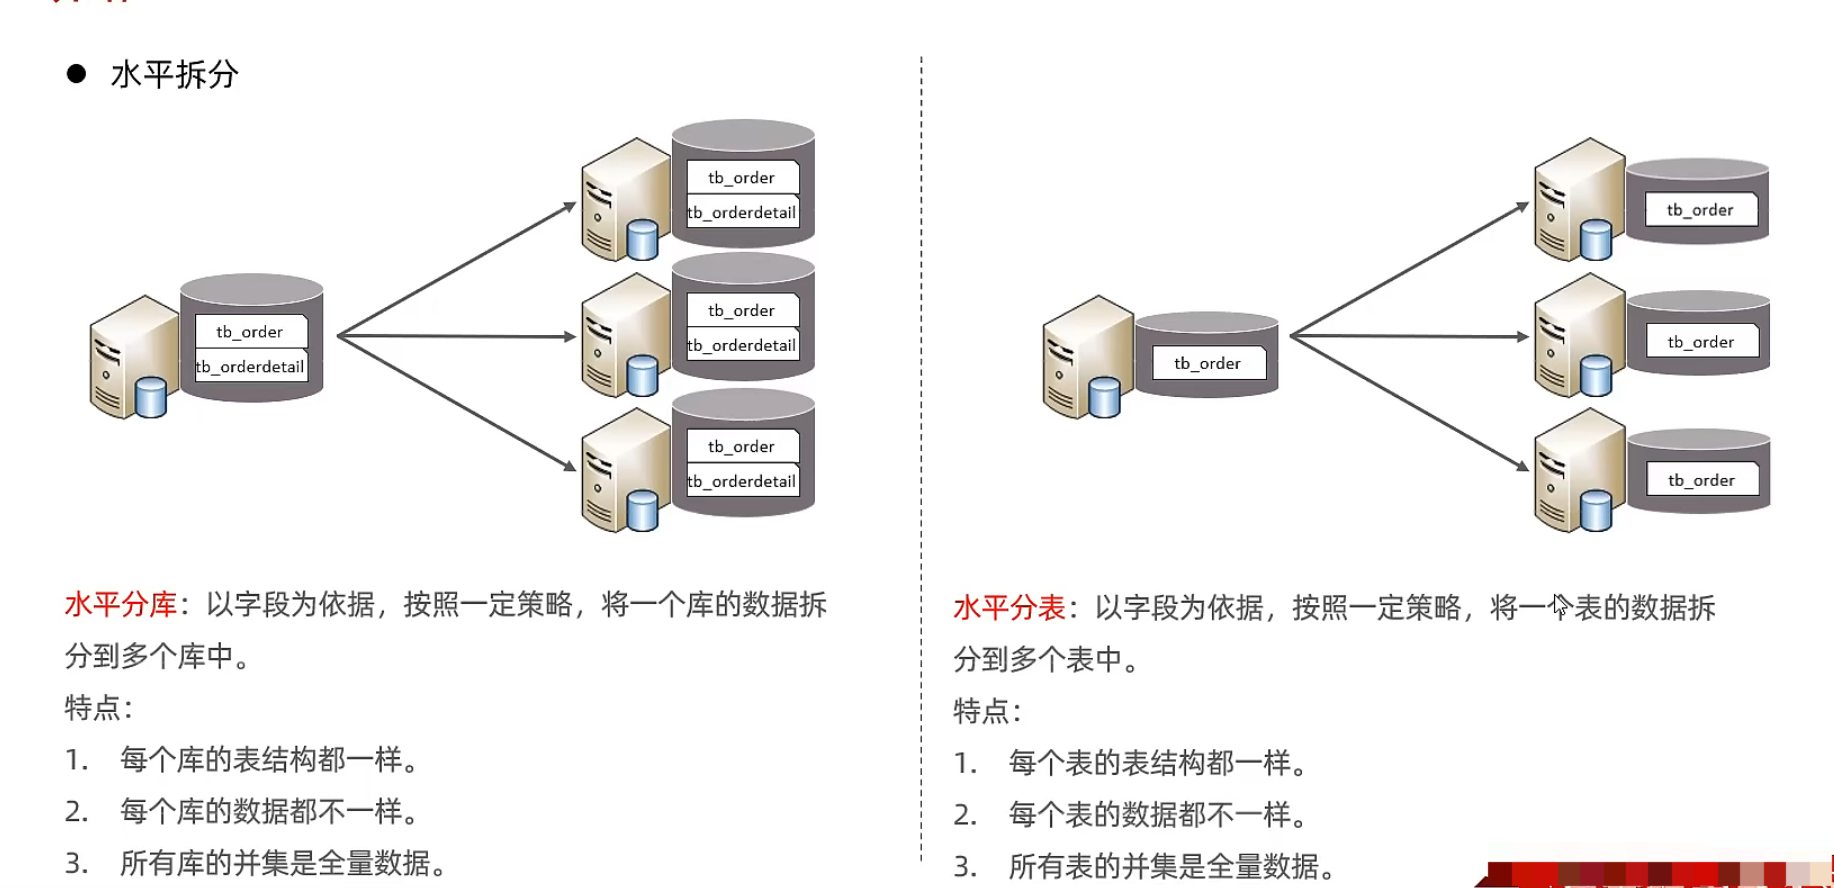 ● 水平拆分
tb_order
tb_orderdetail
tb_order
tb_orderdetail
tb_order
tb_orderdetail
tb_order
tb_orderdetail
水平分库：以字段为依据，按照一定策略，将一个库的数据拆
分到多个库中。
特点：
1. 每个库的表结构都一样。
2. 每个库的数据都不一样。
3. 所有库的并集是全量数据。
tb_order
tb_order
tb_order
tb_order
水平分表：以字段为依据，按照一定策略，将一个表的数据拆
分到多个表中。
特点：
1. 每个表的表结构都一样。
2. 每个表的数据都不一样。
3. 所有表的并集是全量数据。